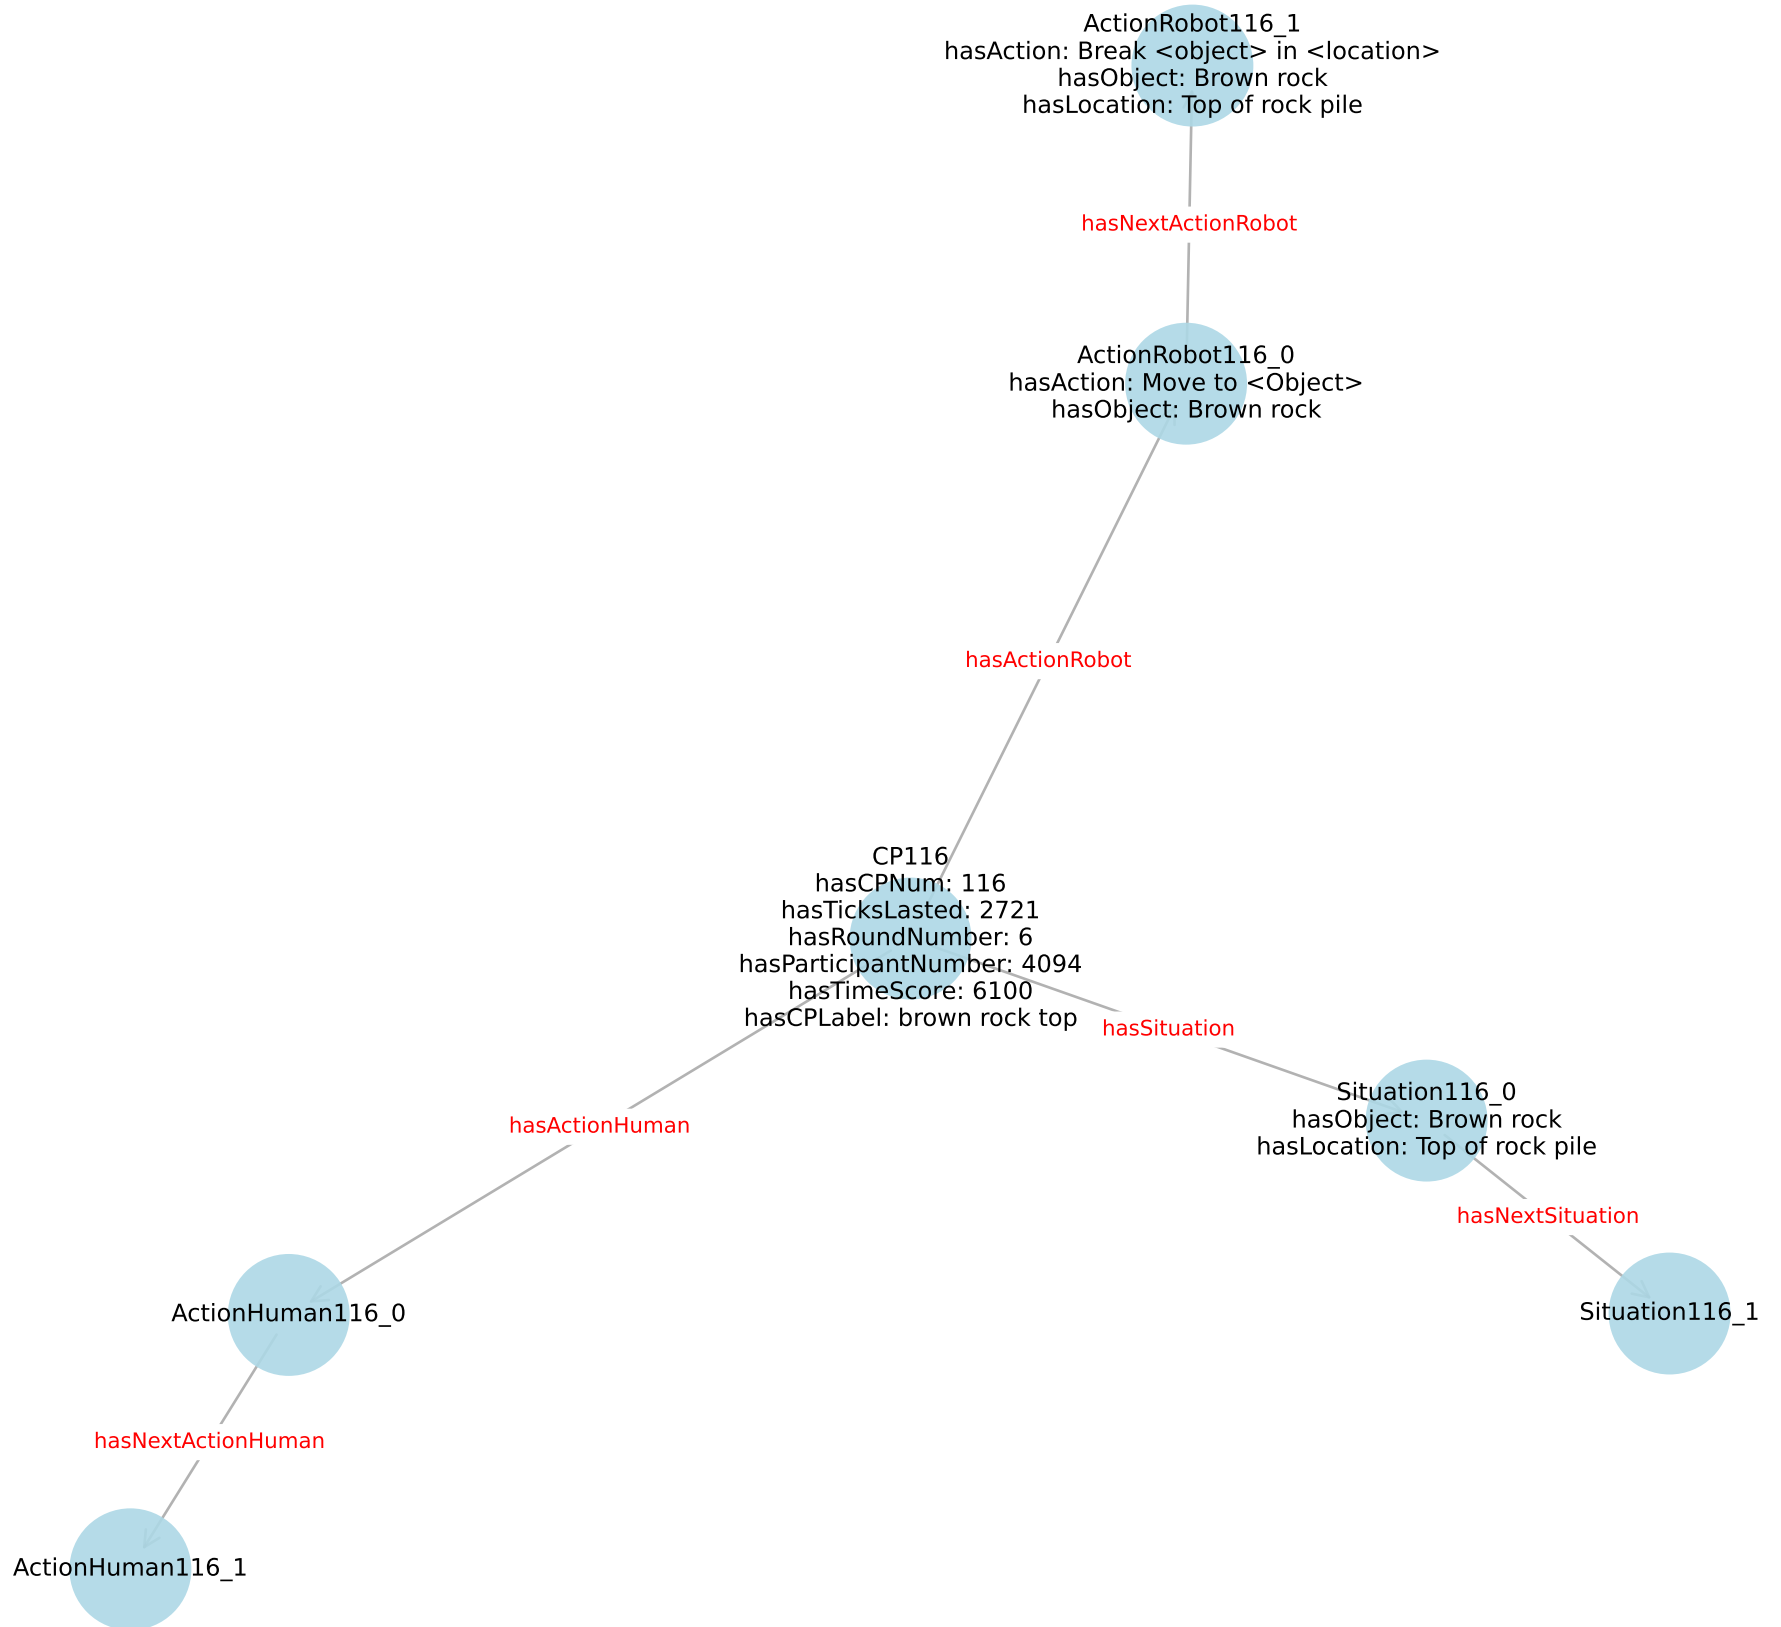 ActionRobot116_1
hasAction: Break <object> in <location>
hasObject: Brown rock
hasLocation: Top of rock pile
hasNextActionRobot
ActionRobot116_0
hasAction: Move to <Object>
hasObject: Brown rock
hasActionRobot
CP116
hasCPNum: 116
hasTicksLasted: 2721
hasRoundNumber: 6
hasParticipantNumber: 4094
hasTimeScore: 6100
hasCPLabel: brown rock top
hasSituation
Situation116_0
hasObject: Brown rock
hasLocation: Top of rock pile
hasActionHuman
hasNextSituation
ActionHuman116_0
Situation116_1
hasNextActionHuman
ActionHuman116_1